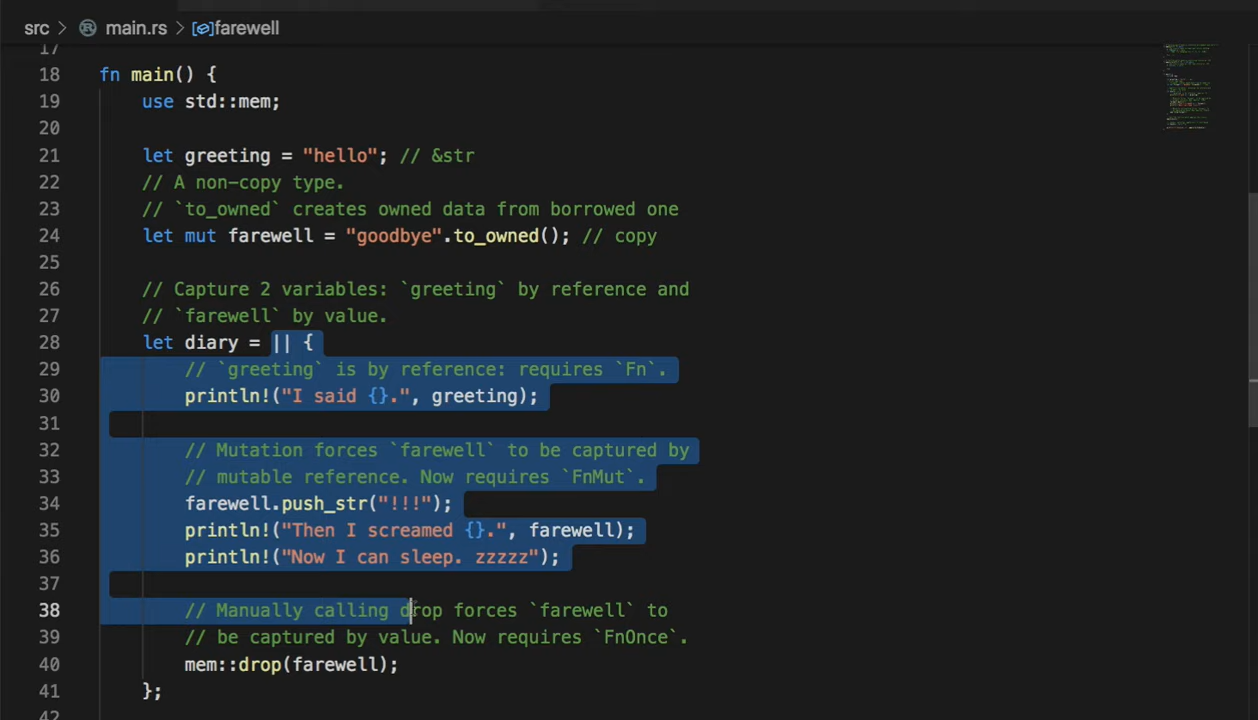 src > main.rs > farewell
17
18 fn main() {
19 use std::mem;
20
21 let greeting = "hello"; // &str
22 // A non-copy type.
23 // `to_owned` creates owned data from borrowed one
24 let mut farewell = "goodbye".to_owned(); // copy
25
26 // Capture 2 variables: `greeting` by reference and
27 // `farewell` by value.
28 let diary = || {
29 // `greeting` is by reference: requires `Fn`.
30 println!("I said {}.", greeting);
31
32 // Mutation forces `farewell` to be captured by
33 // mutable reference. Now requires `FnMut`.
34 farewell.push_str("!!!");
35 println!("Then I screamed {}.", farewell);
36 println!("Now I can sleep. zzzzz");
37
38 // Manually calling drop forces `farewell` to
39 // be captured by value. Now requires `FnOnce`.
40 mem::drop(farewell);
41 };
42